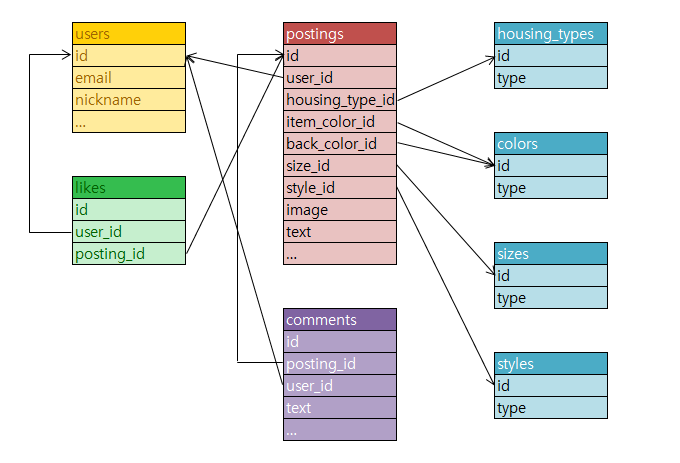 users
id
email
nickname
...
likes
id
user_id
posting_id
postings
id
user_id
housing_type_id
item_color_id
back_color_id
size_id
style_id
image
text
...
comments
id
posting_id
user_id
text
...
housing_types
id
type
colors
id
type
sizes
id
type
styles
id
type